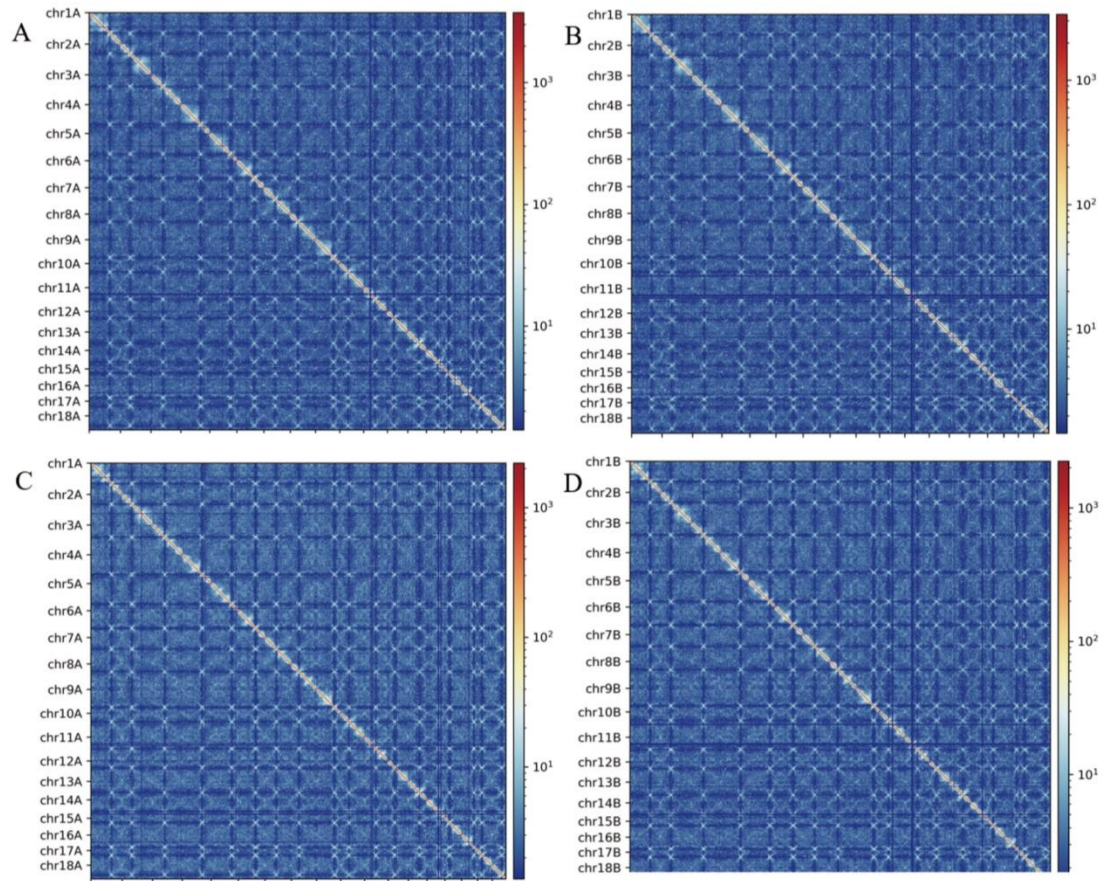 A
chr1A
chr2A
chr3A
chr4A
chr5A
chr6A
chr7A
chr8A
chr9A
chr10A
chr11A
chr12A
chr13A
chr14A
chr15A
chr16A
chr17A
chr18A
10³
10²
10¹
B
chr1B
chr2B
chr3B
chr4B
chr5B
chr6B
chr7B
chr8B
chr9B
chr10B
chr11B
chr12B
chr13B
chr14B
chr15B
chr16B
chr17B
chr18B
10³
10²
10¹
C
chr1A
chr2A
chr3A
chr4A
chr5A
chr6A
chr7A
chr8A
chr9A
chr10A
chr11A
chr12A
chr13A
chr14A
chr15A
chr16A
chr17A
chr18A
10³
10²
10¹
D
chr1B
chr2B
chr3B
chr4B
chr5B
chr6B
chr7B
chr8B
chr9B
chr10B
chr11B
chr12B
chr13B
chr14B
chr15B
chr16B
chr17B
chr18B
10³
10²
10¹